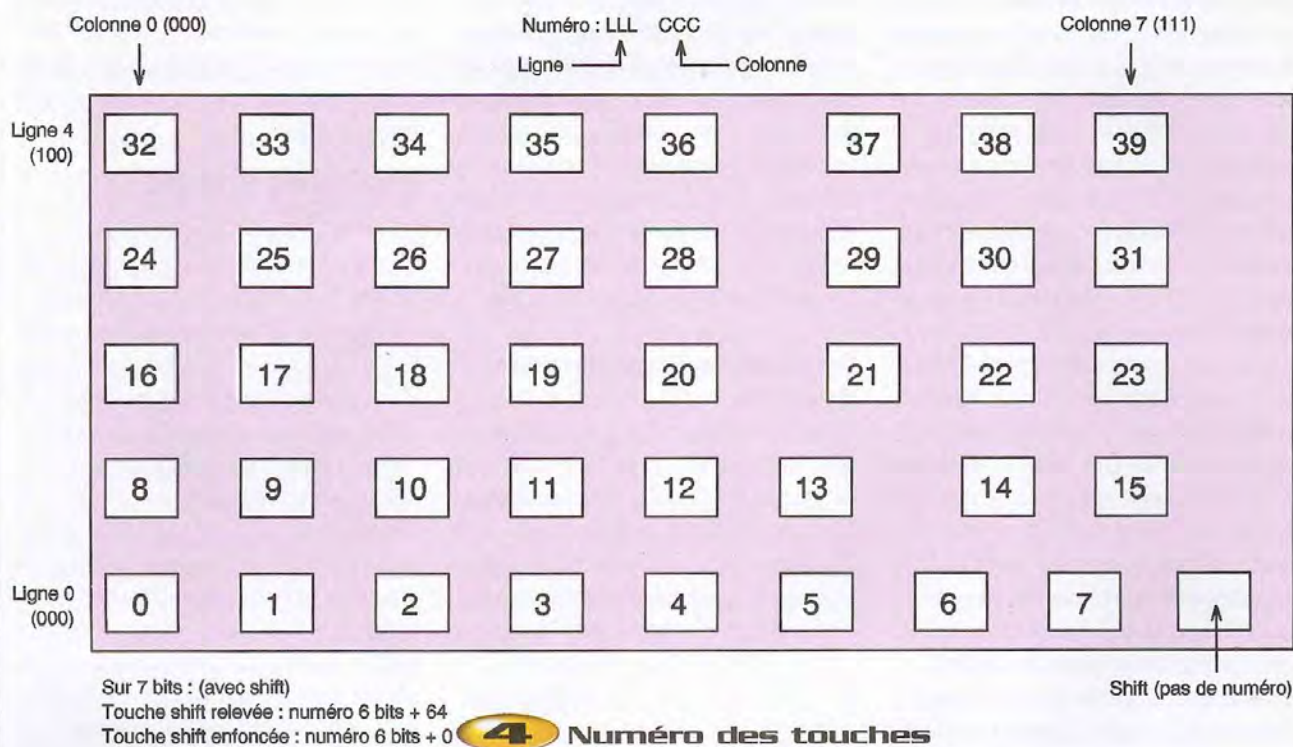 Colonne 0 (000) Numéro : LLL CCC Colonne 7 (111)
Ligne Colonne
Ligne 4
(100)
32 33 34 35 36 37 38 39
24 25 26 27 28 29 30 31
16 17 18 19 20 21 22 23
8 9 10 11 12 13 14 15
Ligne 0
(000)
0 1 2 3 4 5 6 7
Shift (pas de numéro)
Sur 7 bits : (avec shift)
Touche shift relevée : numéro 6 bits + 64
Touche shift enfoncée : numéro 6 bits + 0
4 Numéro des touches